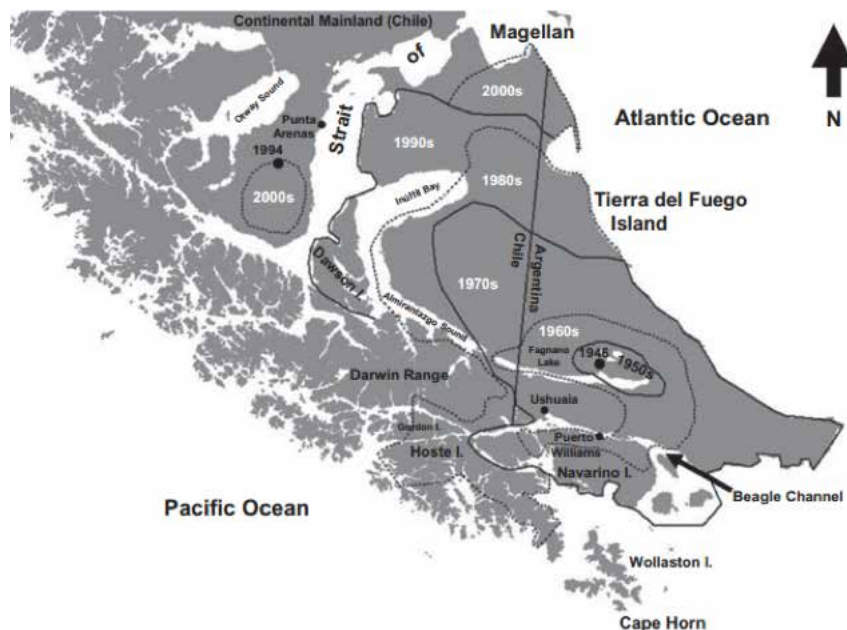 Continental Mainland (Chile)
Magellan
of
Strait
Otway Sound
Punta
Arenas
1994
2000s
2000s
Atlantic Ocean
N
1990s
1980s
Inútil Bay
Tierra del Fuego
Island
Argentina
Chile
Dawson I.
1970s
Almirantazgo Sound
1960s
Fagnano
Lake
1946
1950s
Darwin Range
Ushuaia
Gordon I.
Hoste I.
Puerto
Williams
Navarino I.
Beagle Channel
Pacific Ocean
Wollaston I.
Cape Horn